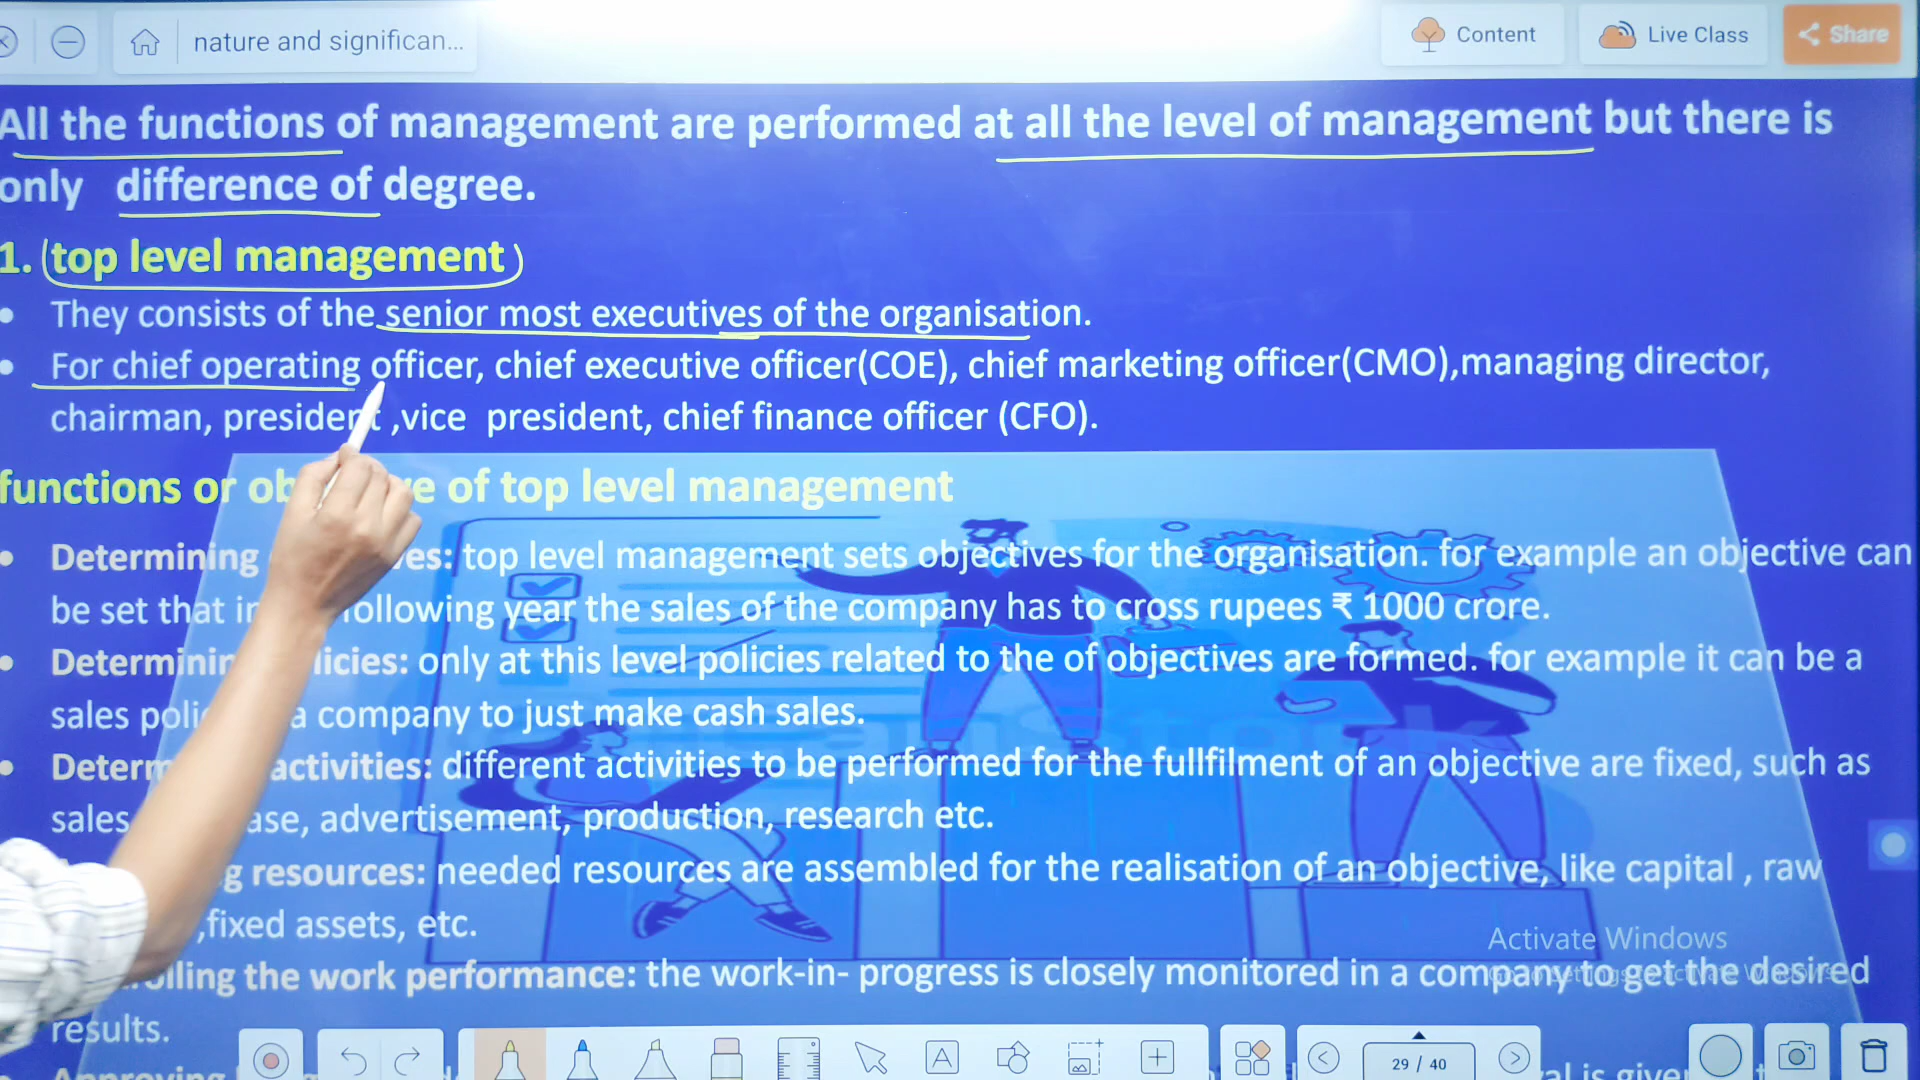 nature and significan...
Content
Live Class
Share
All the functions of management are performed at all the level of management but there is
only difference of degree.
1. top level management
• They consists of the senior most executives of the organisation.
• For chief operating officer, chief executive officer(COE), chief marketing officer(CMO),managing director,
chairman, president ,vice president, chief finance officer (CFO).
functions or ob e of top level management
• Determining ves: top level management sets objectives for the organisation. for example an objective can
be set that in following year the sales of the company has to cross rupees ₹ 1000 crore.
• Determinin licies: only at this level policies related to the of objectives are formed. for example it can be a
sales poli a company to just make cash sales.
• Determ activities: different activities to be performed for the fullfilment of an objective are fixed, such as
sales ase, advertisement, production, research etc.
g resources: needed resources are assembled for the realisation of an objective, like capital , raw
,fixed assets, etc.
Activate Windows
olling the work performance: the work-in- progress is closely monitored in a company to get the desired
results.
29 / 40
Approving
al is given